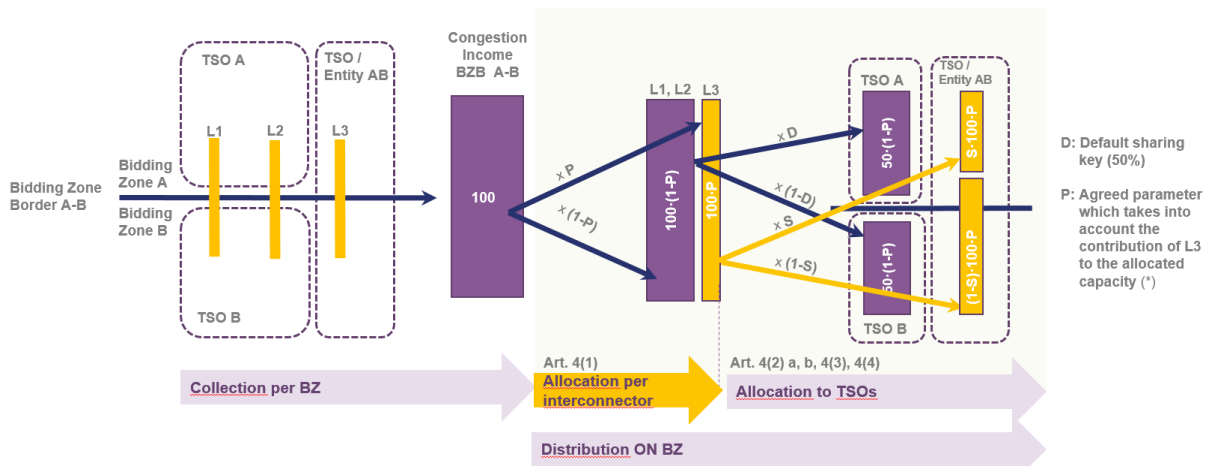 TSO A
TSO /
Entity AB
L1
L2
L3
Bidding Zone
Border A-B
Bidding
Zone A
Bidding
Zone B
TSO B
Congestion
Income
BZB A-B
100
x P
x (1-P)
L1, L2
L3
100·(1-P)
100·P
x D
x (1-D)
x S
x (1-S)
TSO A
50·(1-P)
50·(1-P)
TSO B
TSO /
Entity AB
S·100·P
(1-S)·100·P
D: Default sharing
key (50%)
P: Agreed parameter
which takes into
account the
contribution of L3
to the allocated
capacity (*)
Art. 4(1)
Art. 4(2) a, b, 4(3), 4(4)
Collection per BZ
Allocation per
interconnector
Allocation to TSOs
Distribution ON BZ